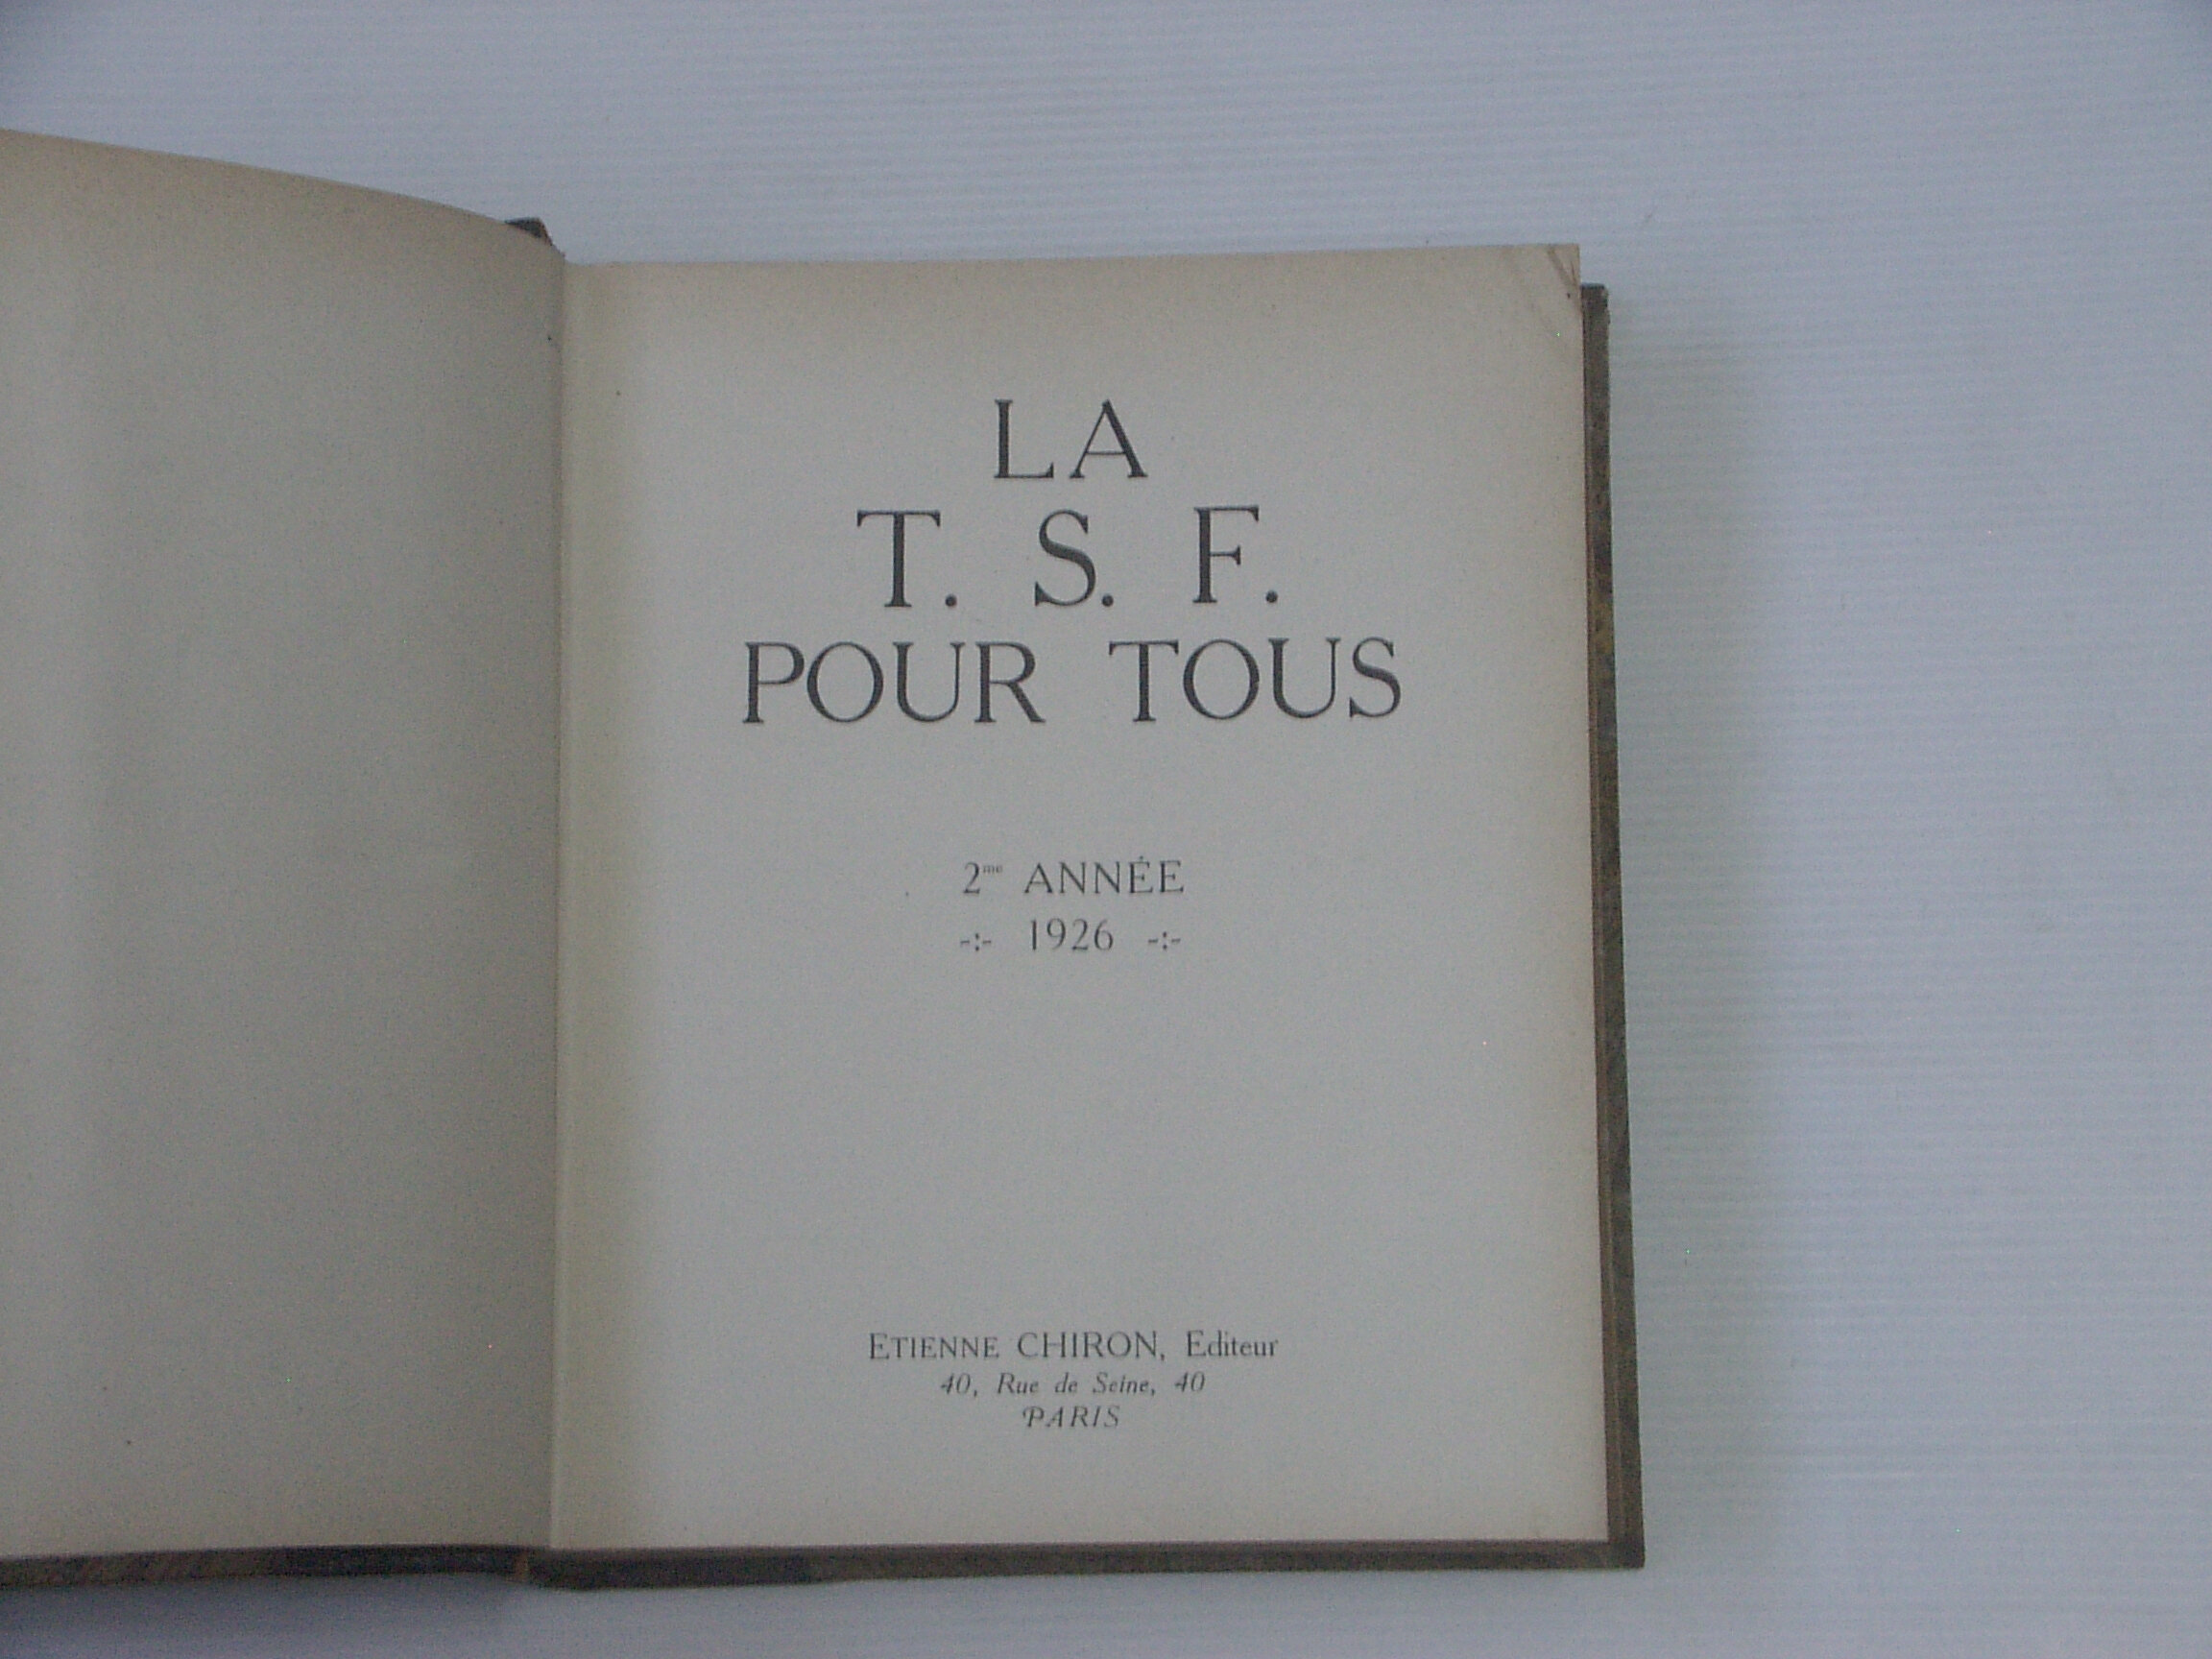 LA
T. S. F.
POUR TOUS
2me ANNÉE
-:- 1926 -:-
ETIENNE CHIRON, Editeur
40, Rue de Seine, 40
PARIS